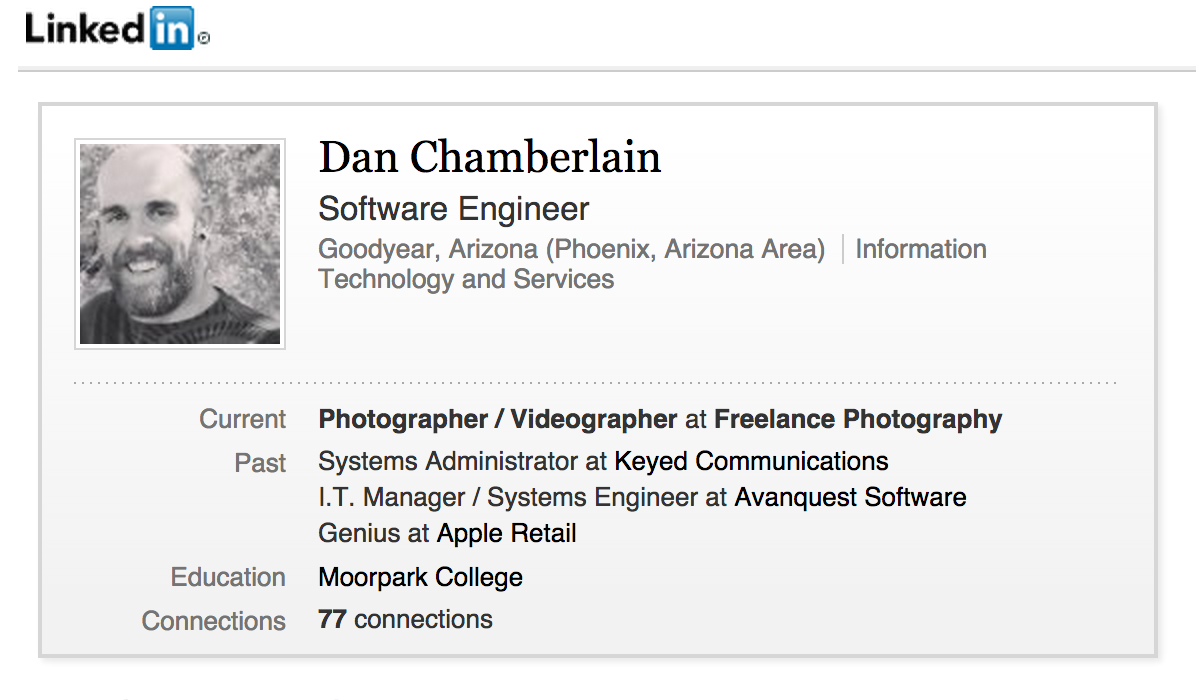 Linked in
Dan Chamberlain
Software Engineer
Goodyear, Arizona (Phoenix, Arizona Area) | Information
Technology and Services
Current Photographer / Videographer at Freelance Photography
Past Systems Administrator at Keyed Communications
I.T. Manager / Systems Engineer at Avanquest Software
Genius at Apple Retail
Education Moorpark College
Connections 77 connections